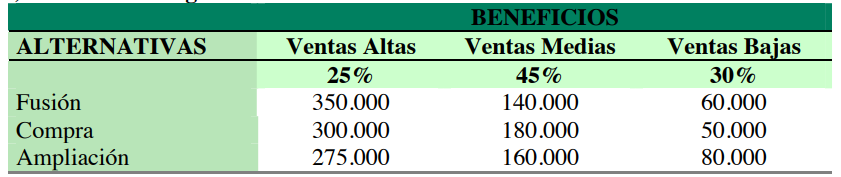 BENEFICIOS
ALTERNATIVAS Ventas Altas Ventas Medias Ventas Bajas
25% 45% 30%
Fusión 350.000 140.000 60.000
Compra 300.000 180.000 50.000
Ampliación 275.000 160.000 80.000